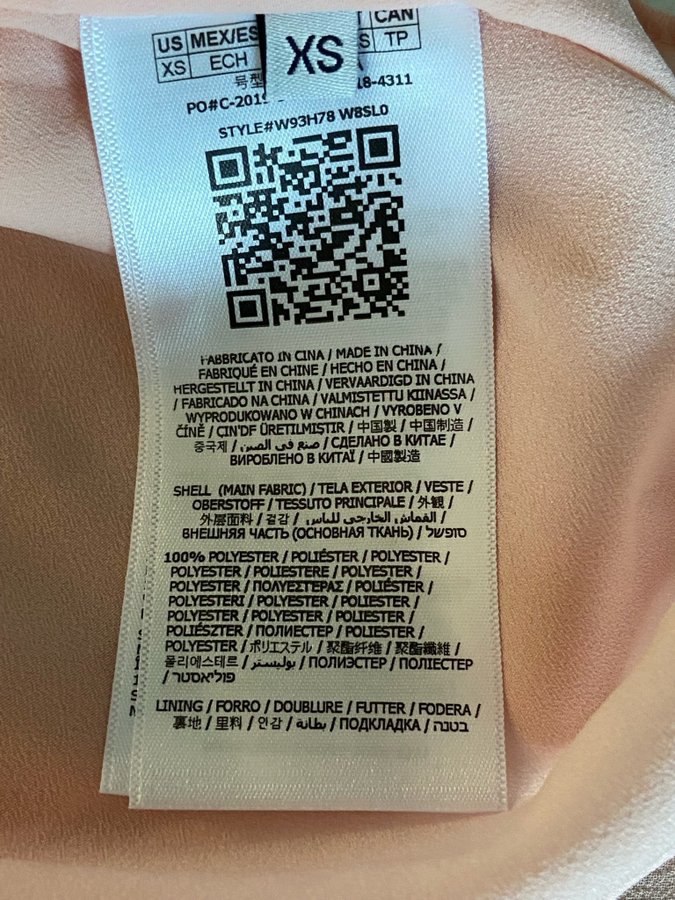 US MEX/ES CAN
XS ECH TP
XS
号型 18-4311
PO#C-201
STYLE#W93H78 W8SL0
FABBRICATO IN CINA / MADE IN CHINA /
FABRIQUÉ EN CHINE / HECHO EN CHINA /
HERGESTELLT IN CHINA / VERVAARDIGD IN CHINA
/ FABRICADO NA CHINA / VALMISTETTU KIINASSA /
WYPRODUKOWANO W CHINACH / VYROBENO V
ČÍNĚ / ÇIN'DF ÜRETILMIŞTIR / 中国製 / 中国制造 /
중국제 / صنع في الصين / СДЕЛАНО В КИТАЕ /
ВИРОБЛЕНО В КИТАЇ / 中國製造
SHELL (MAIN FABRIC) / TELA EXTERIOR / VESTE /
OBERSTOFF / TESSUTO PRINCIPALE / 外観 /
外层面料 / 겉감 / القماش الخارجي للباس /
ВНЕШНЯЯ ЧАСТЬ (ОСНОВНАЯ ТКАНЬ) / סופשל
100% POLYESTER / POLIÉSTER / POLYESTER /
POLYESTER / POLIESTERE / POLYESTER /
POLYESTER / ΠΟΛΥΕΣΤΕΡΑΣ / POLIÉSTER /
POLYESTERI / POLYESTER / POLIESTER /
POLYESTER / POLYESTER / POLYESTER /
POLIÉSZTER / ПОЛИЕСТЕР / POLIESTER /
POLYESTER / ポリエステル / 聚酯纤维 / 聚酯纖維 /
폴리에스테르 / بوليستر / ПОЛИЭСТЕР / ПОЛІЕСТЕР
/ פוליאסטר
LINING / FORRO / DOUBLURE / FUTTER / FODERA /
裏地 / 里料 / 안감 / بطانة / ПОДКЛАДКА / בטנה